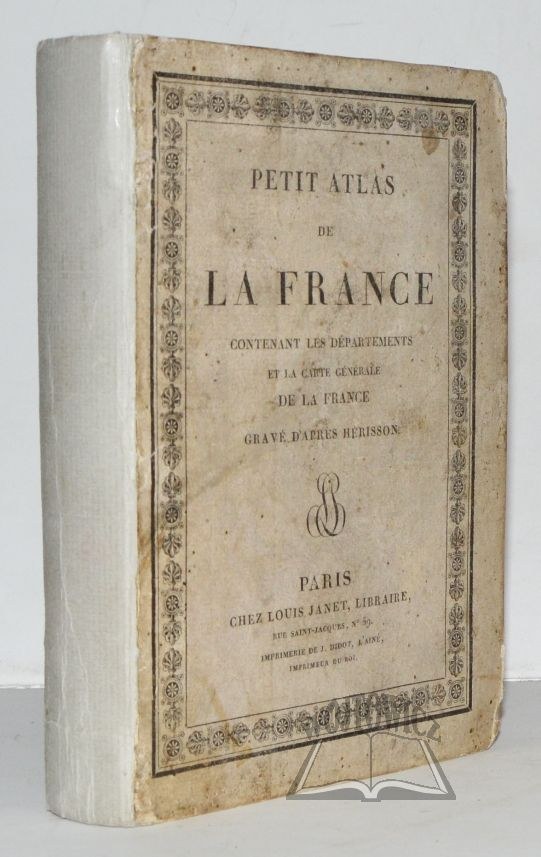 PETIT ATLAS
DE
LA FRANCE
CONTENANT LES DÉPARTEMENTS
ET LA CARTE GÉNÉRALE
DE LA FRANCE
GRAVÉ D'APRÈS HÉRISSON.
PARIS
CHEZ LOUIS JANET, LIBRAIRE,
RUE SAINT-JACQUES, N° 59.
IMPRIMERIE DE J. DIDOT, L'AINÉ,
IMPRIMEUR DU ROI.